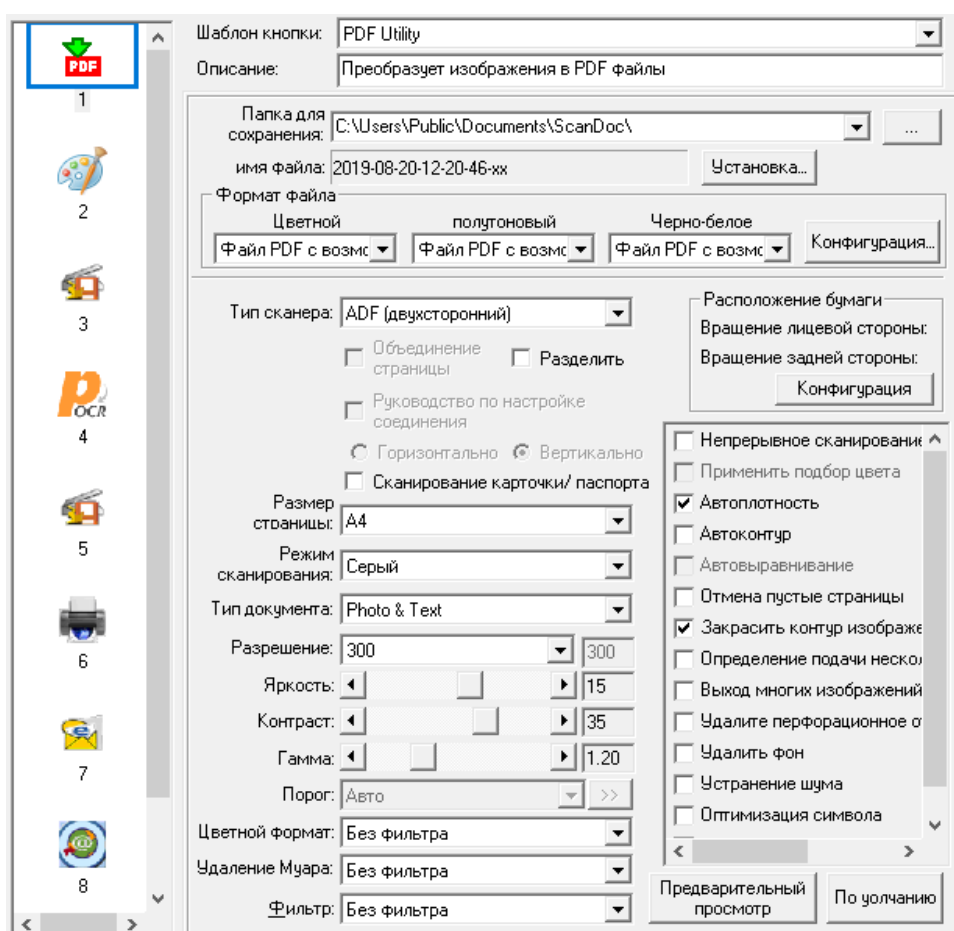 Шаблон кнопки: PDF Utility
Описание: Преобразует изображения в PDF файлы
PDF
1
2
3
OCR
4
5
6
7
8
Папка для
сохранения: C:\Users\Public\Documents\ScanDoc\ ...
имя файла: 2019-08-20-12-20-46-xx Установка...
Формат файла
Цветной полутоновый Черно-белое
Файл PDF с возмо Файл PDF с возмо Файл PDF с возмо Конфигурация...
Тип сканера: ADF (двухсторонний)
Объединение
страницы
Разделить
Руководство по настройке
соединения
Горизонтально Вертикально
Сканирование карточки/ паспорта
Размер
страницы: A4
Режим
сканирования: Серый
Тип документа: Photo & Text
Разрешение: 300 300
Яркость: 15
Контраст: 35
Гамма: 1.20
Порог: Авто >>
Цветной формат: Без фильтра
Удаление Муара: Без фильтра
Фильтр: Без фильтра
Расположение бумаги
Вращение лицевой стороны:
Вращение задней стороны:
Конфигурация
Непрерывное сканирование
Применить подбор цвета
Автоплотность
Автоконтур
Автовыравнивание
Отмена пустые страницы
Закрасить контур изображе
Определение подачи неско
Выход многих изображений
Удалите перфорационное о
Удалить фон
Устранение шума
Оптимизация символа
Предварительный
просмотр
По уолчанию